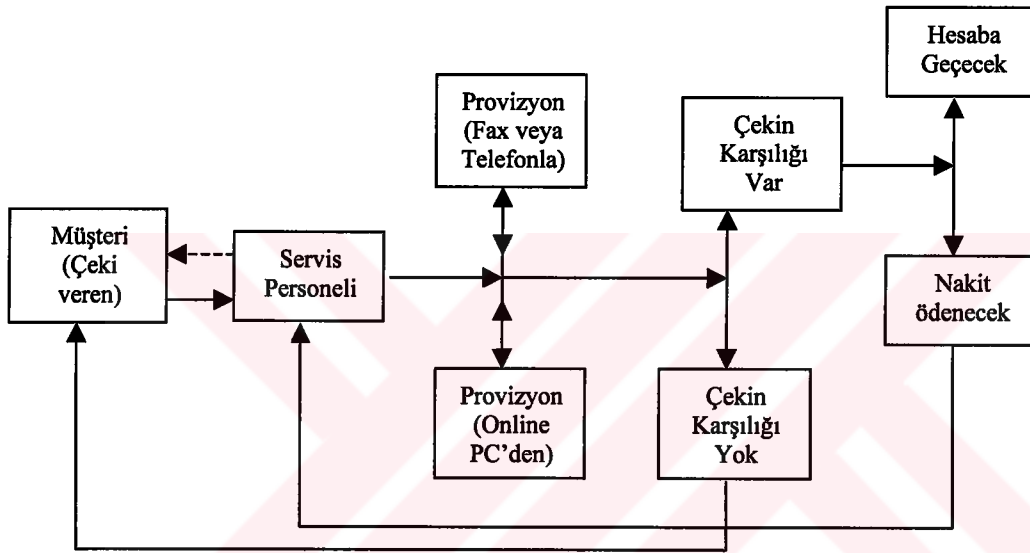 Hesaba
Geçecek
Provizyon
(Fax veya
Telefonla)
Çekin
Karşılığı
Var
Müşteri
(Çeki
veren)
Servis
Personeli
Nakit
ödenecek
Provizyon
(Online
PC’den)
Çekin
Karşılığı
Yok